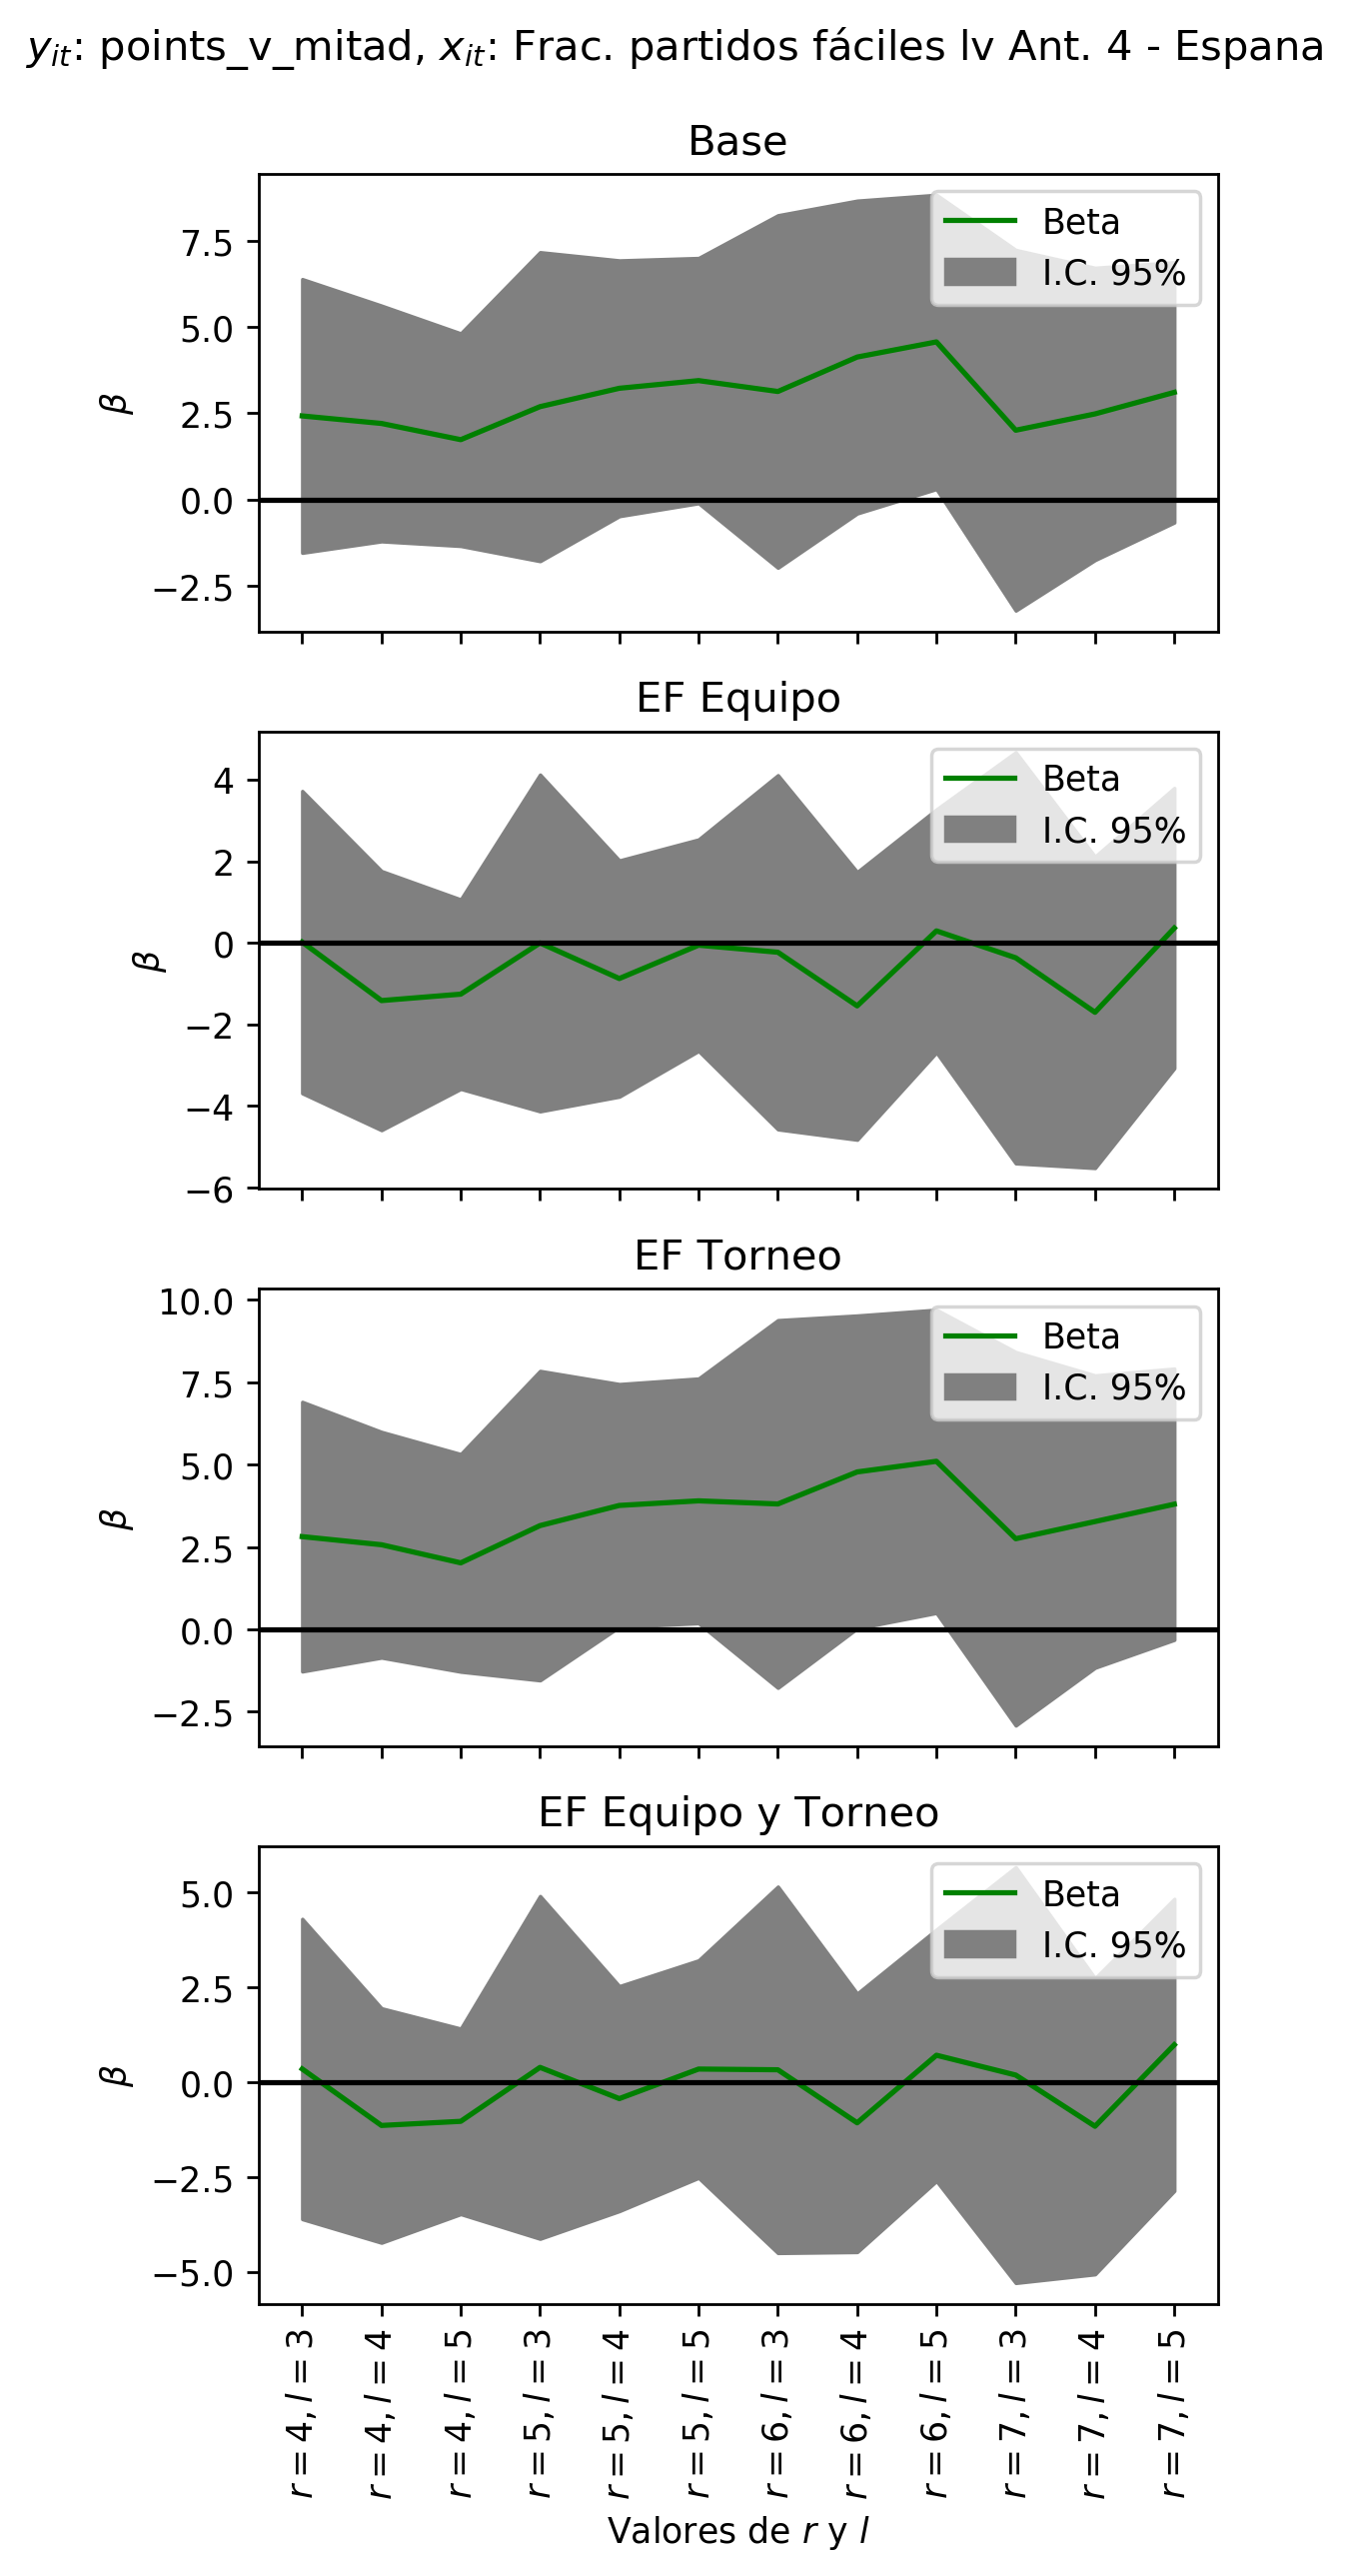 y_it: points_v_mitad, x_it: Frac. partidos fáciles lv Ant. 4 - Espana
Base
Beta
I.C. 95%
7.5
5.0
2.5
0.0
−2.5
β
EF Equipo
Beta
I.C. 95%
4
2
0
−2
−4
−6
β
EF Torneo
Beta
I.C. 95%
10.0
7.5
5.0
2.5
0.0
−2.5
β
EF Equipo y Torneo
Beta
I.C. 95%
5.0
2.5
0.0
−2.5
−5.0
β
r = 4, l = 3
r = 4, l = 4
r = 4, l = 5
r = 5, l = 3
r = 5, l = 4
r = 5, l = 5
r = 6, l = 3
r = 6, l = 4
r = 6, l = 5
r = 7, l = 3
r = 7, l = 4
r = 7, l = 5
Valores de r y l